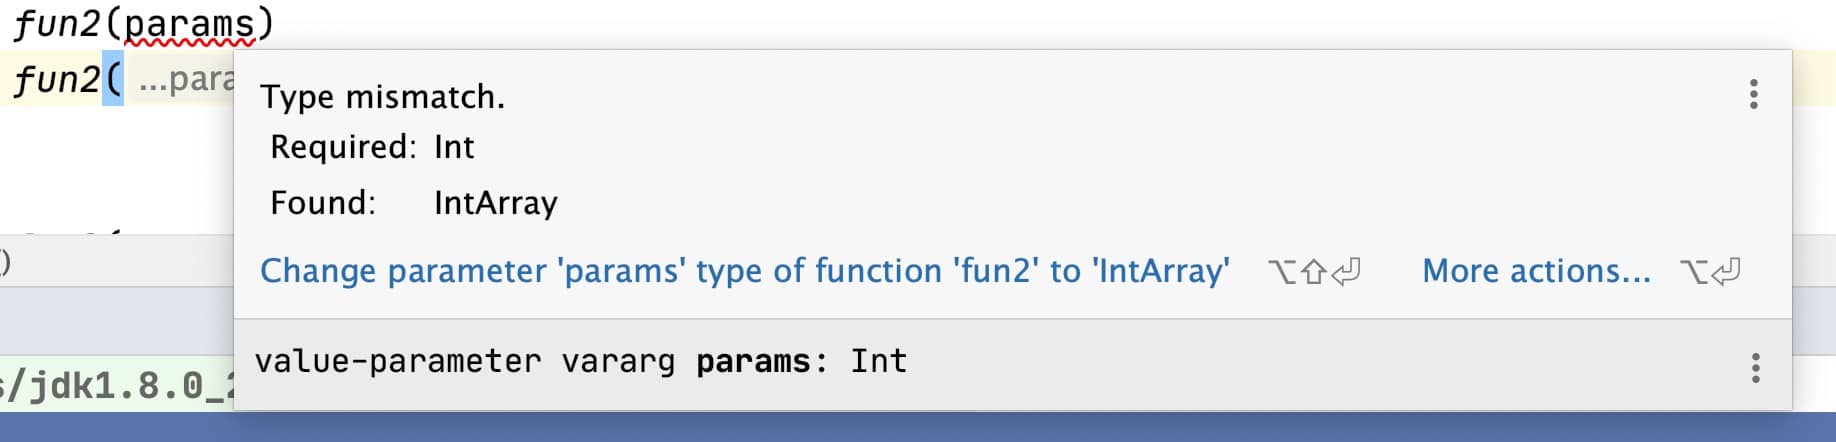 fun2(params)
fun2( ...para
Type mismatch.
Required: Int
Found: IntArray
Change parameter 'params' type of function 'fun2' to 'IntArray' ⌥⇧⏎ More actions... ⌥⏎
)
value-parameter vararg params: Int
/jdk1.8.0_